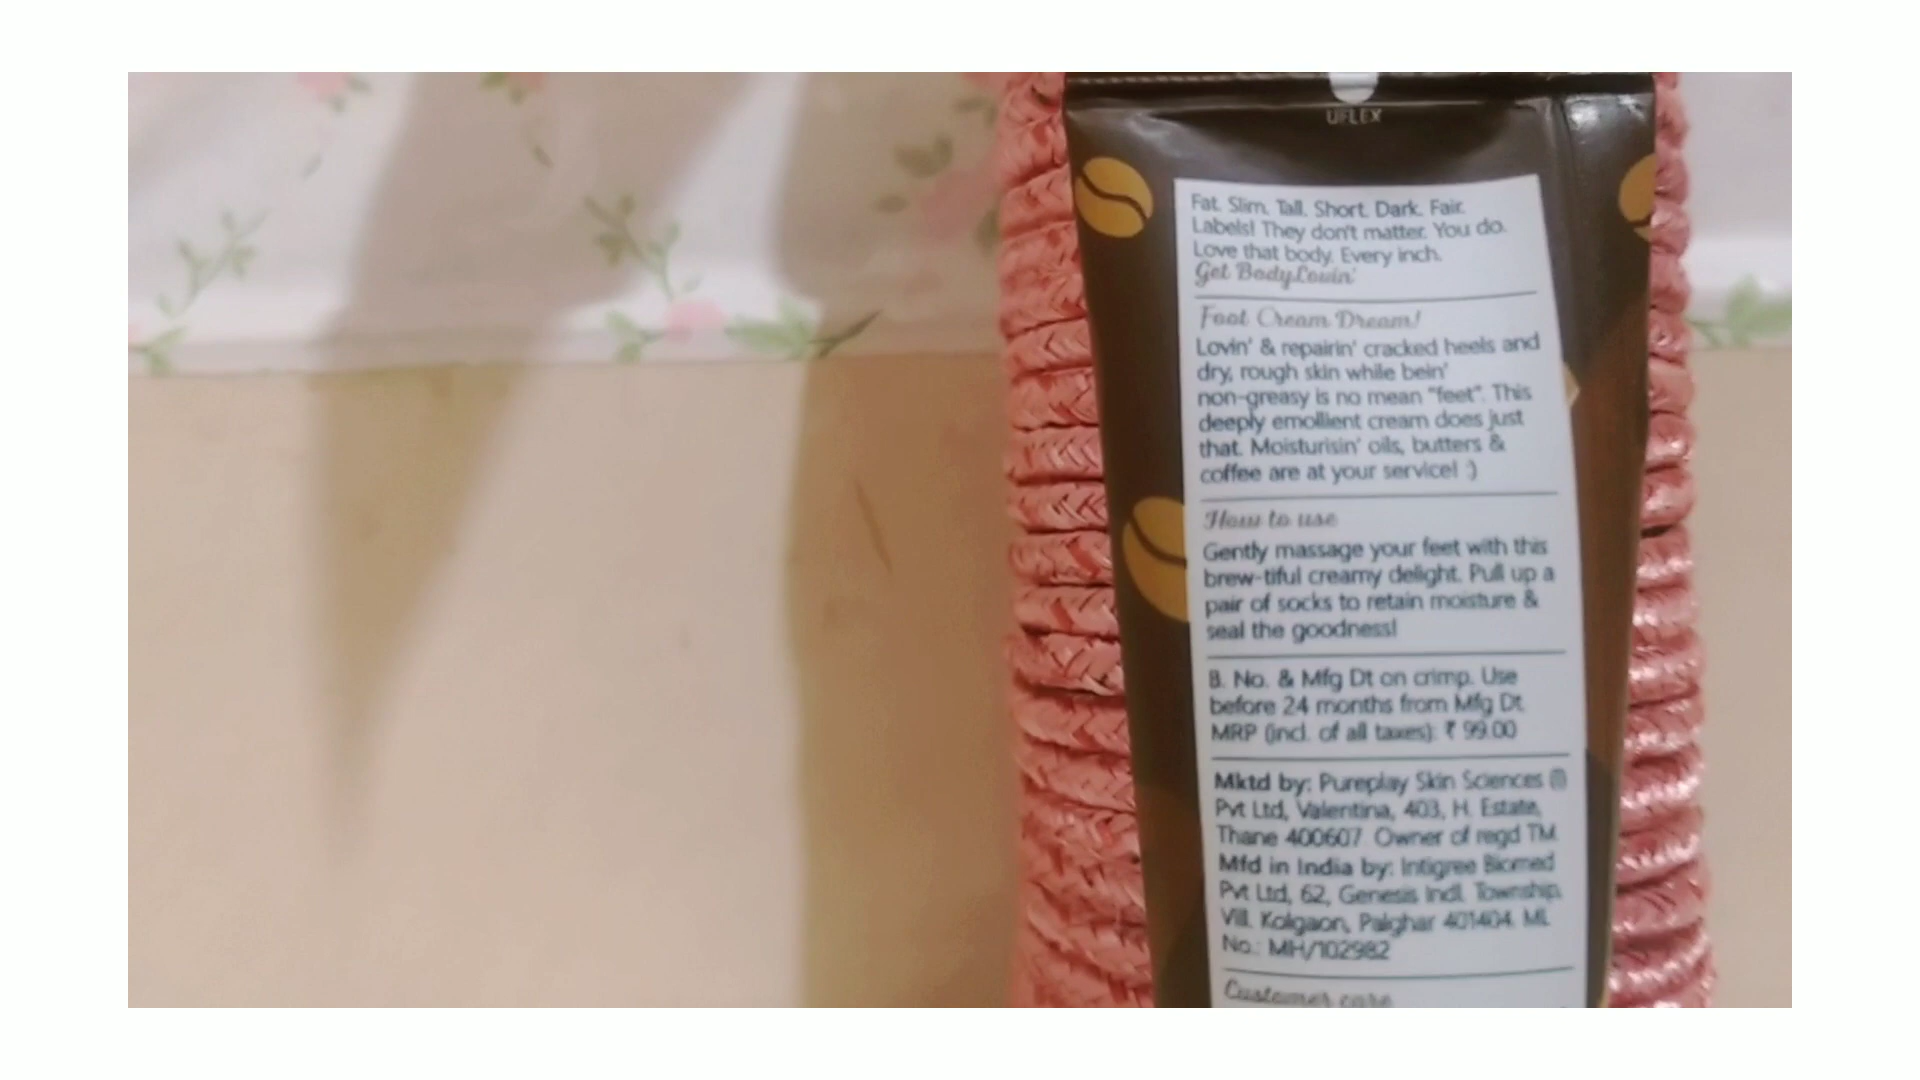 UFLEX
Fat. Slim. Tall. Short. Dark. Fair.
Labels! They don't matter. You do.
Love that body. Every inch.
Get BodyLovin'
Foot Cream Dream!
Lovin' & repairin' cracked heels and
dry, rough skin while bein'
non-greasy is no mean "feet". This
deeply emollient cream does just
that. Moisturisin' oils, butters &
coffee are at your service! :)
How to use
Gently massage your feet with this
brew-tiful creamy delight. Pull up a
pair of socks to retain moisture &
seal the goodness!
B. No. & Mfg Dt on crimp. Use
before 24 months from Mfg Dt.
MRP (incl. of all taxes): ₹ 99.00
Mktd by: Pureplay Skin Sciences (I)
Pvt Ltd, Valentina, 403, H. Estate,
Thane 400607 Owner of regd TM
Mfd in India by: Intigree Biomed
Pvt Ltd, 62, Genesis Indl. Township,
Vill. Kolgaon, Palghar 401404. ML
No.: MH/102982
Customer care